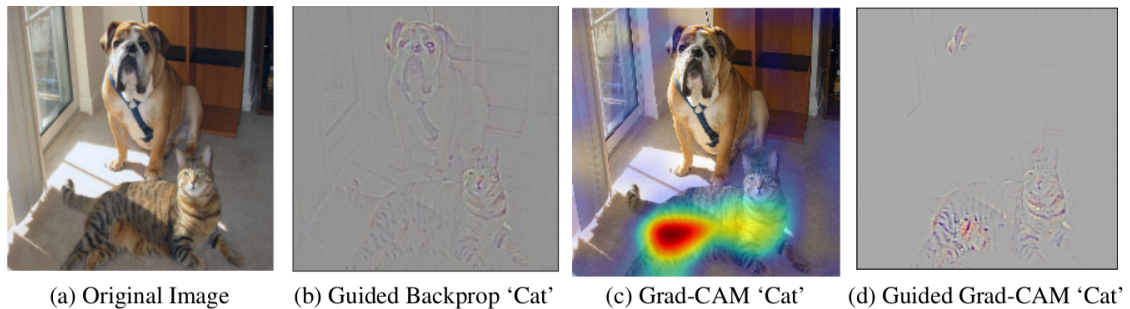 (a) Original Image
(b) Guided Backprop ‘Cat’
(c) Grad-CAM ‘Cat’
(d) Guided Grad-CAM ‘Cat’